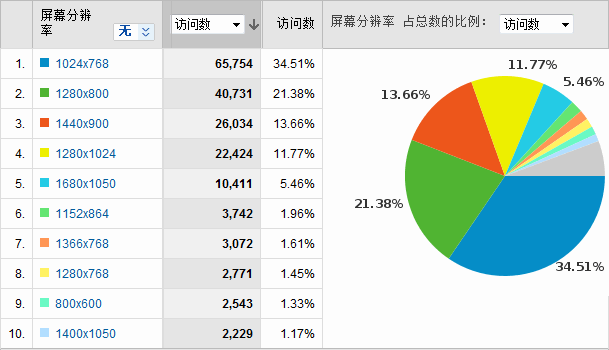 屏幕分辨率
无
访问数
访问数
屏幕分辨率 占总数的比例：
访问数
1. 1024x768 65,754 34.51%
2. 1280x800 40,731 21.38%
3. 1440x900 26,034 13.66%
4. 1280x1024 22,424 11.77%
5. 1680x1050 10,411 5.46%
6. 1152x864 3,742 1.96%
7. 1366x768 3,072 1.61%
8. 1280x768 2,771 1.45%
9. 800x600 2,543 1.33%
10. 1400x1050 2,229 1.17%
11.77%
5.46%
13.66%
21.38%
34.51%